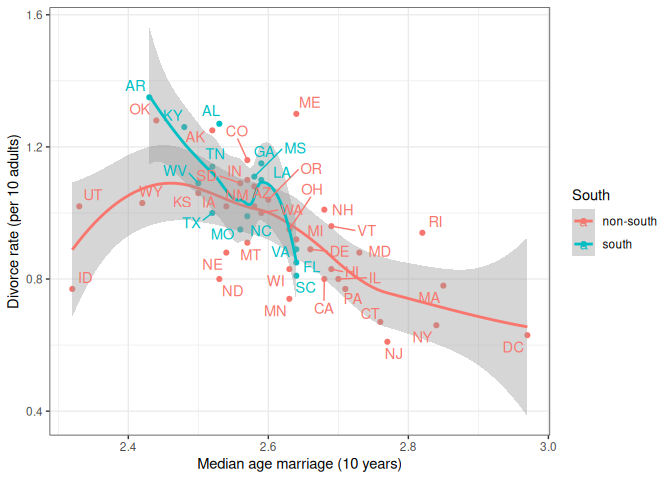 1.6
1.2
0.8
0.4
Divorce rate (per 10 adults)
AR
ME
OK
KY
AL
AK
CO
GA
MS
TN
WV
SD
IN
LA
OR
UT
WY
OH
KS
IA
NM
AZ
WA
NH
RI
TX
MO
NC
MI
VT
MT
VA
DE
MD
ID
NE
FL
HI
IL
ND
WI
SC
MN
CA
PA
MA
CT
NY
NJ
DC
2.4
2.6
2.8
3.0
Median age marriage (10 years)
South
non-south
south